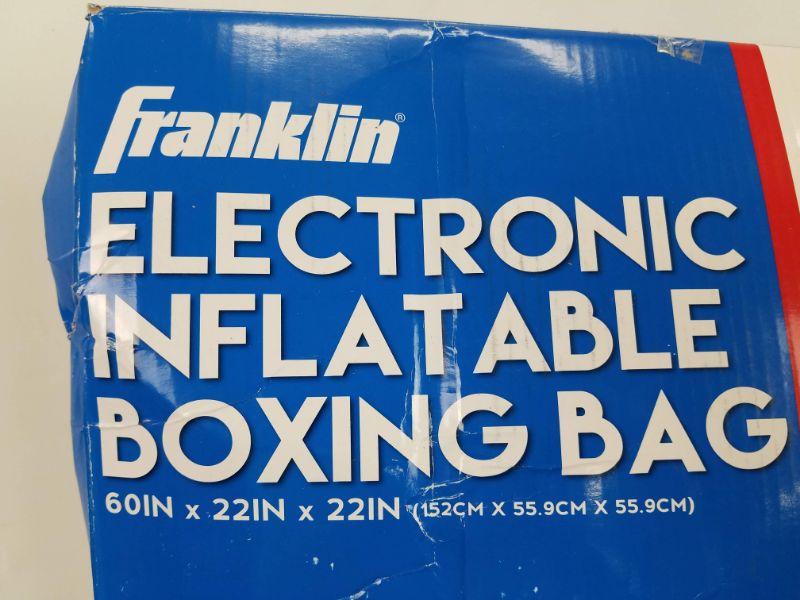 franklin®
ELECTRONIC
INFLATABLE
BOXING BAG
60IN x 22IN x 22IN (152CM X 55.9CM X 55.9CM)